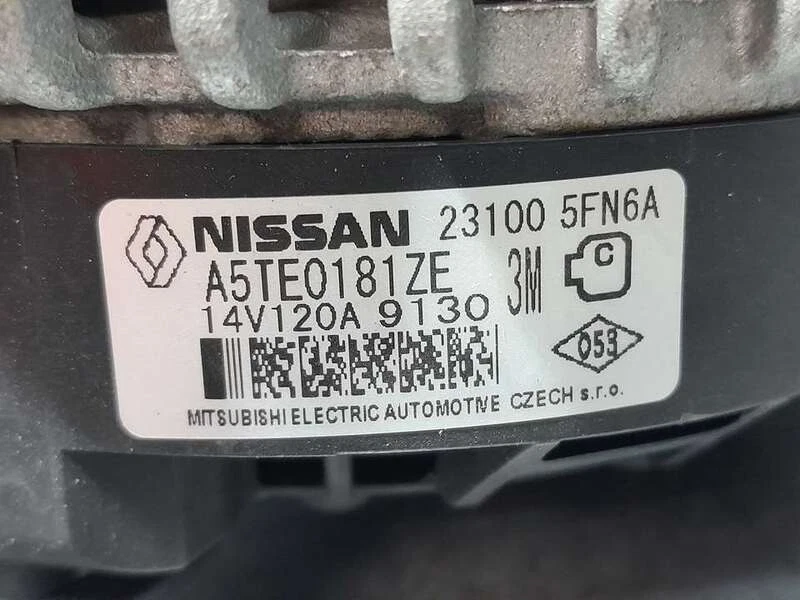 NISSAN 23100 5FN6A
A5TE0181ZE 3M C
14V120A 9130
053
MITSUBISHI ELECTRIC AUTOMOTIVE CZECH s.r.o.